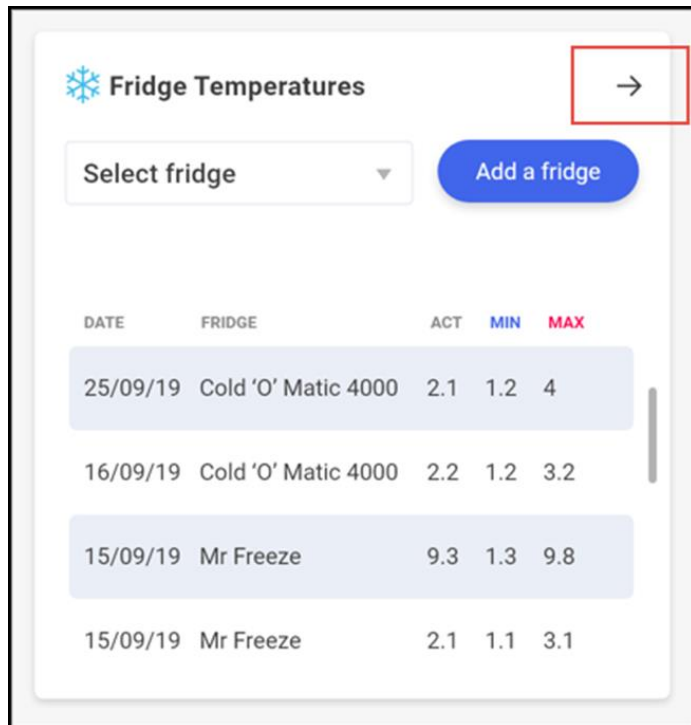 Fridge Temperatures
Select fridge
Add a fridge
DATE FRIDGE ACT MIN MAX
25/09/19 Cold ‘O’ Matic 4000 2.1 1.2 4
16/09/19 Cold ‘O’ Matic 4000 2.2 1.2 3.2
15/09/19 Mr Freeze 9.3 1.3 9.8
15/09/19 Mr Freeze 2.1 1.1 3.1